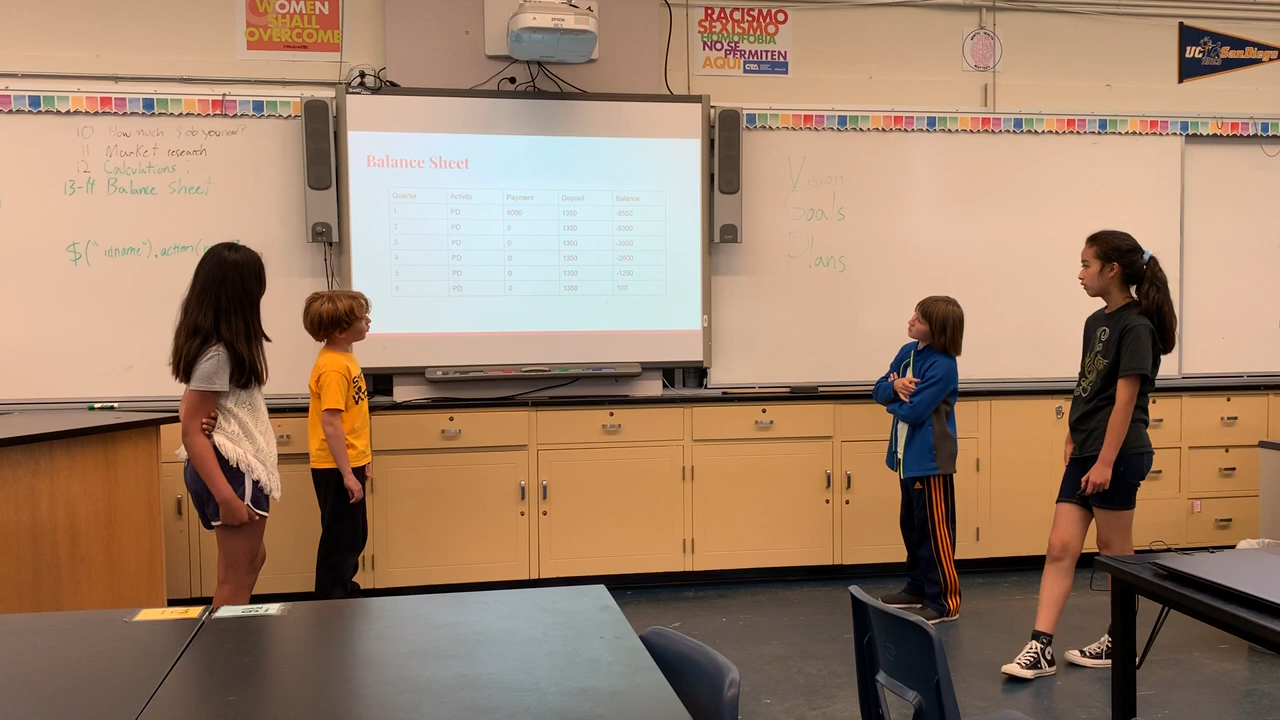 WOMEN
SHALL
OVERCOME
EPSON
RACISMO
SEXISMO
HOMOFOBIA
NO SE
PERMITEN
AQUI
UC San Diego
10 How much $ do you need?
11 Market research
12 Calculations
13-14 Balance sheet
$("idname").action(
Balance Sheet
Quarter Activity Payment Deposit Balance
1 PD 8000 1350 -6650
2 PD 0 1350 -5300
3 PD 0 1350 -3950
4 PD 0 1350 -2600
5 PD 0 1350 -1250
6 PD 0 1350 100
Vision
Goals
Plans